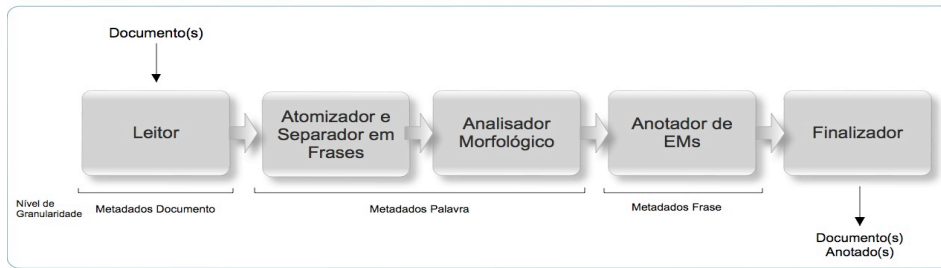 Documento(s)
Leitor
Atomizador e
Separador em
Frases
Analisador
Morfológico
Anotador de
EMs
Finalizador
Nível de
Granularidade
Metadados Documento
Metadados Palavra
Metadados Frase
Documento(s)
Anotado(s)